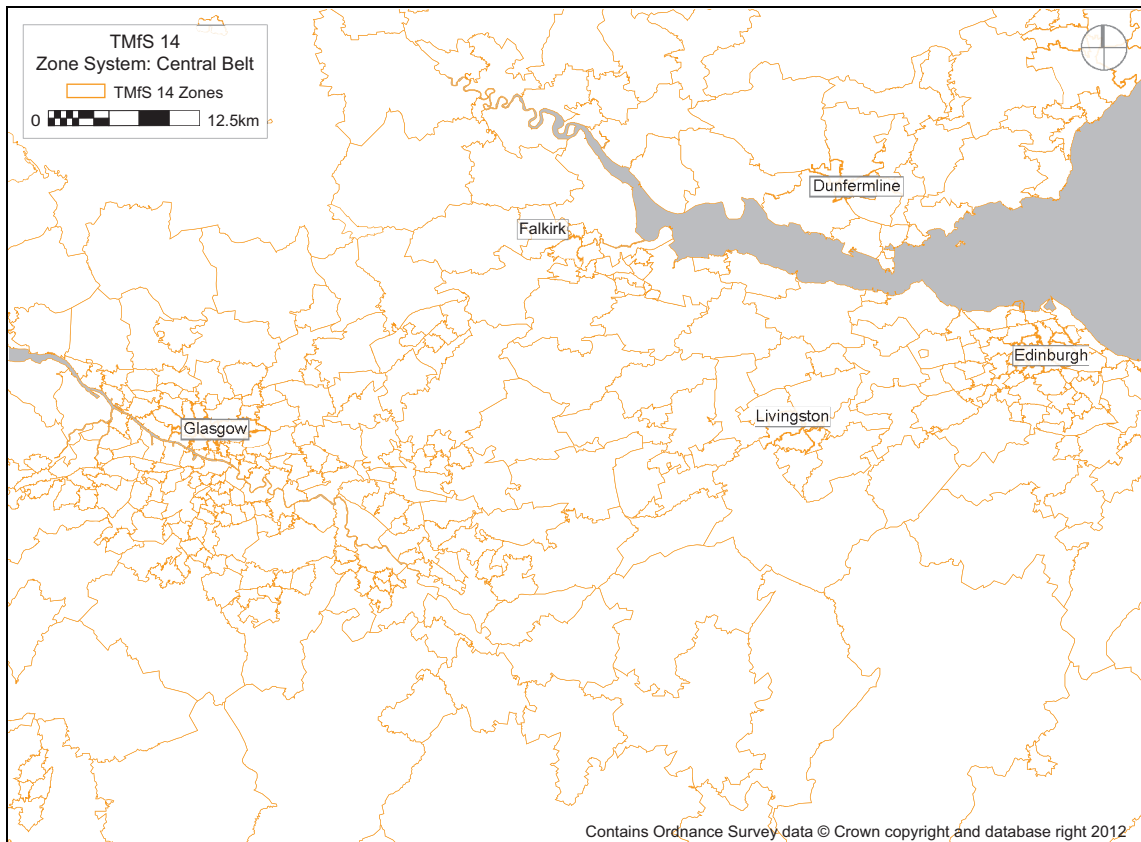 TMfS 14
Zone System: Central Belt
TMfS 14 Zones
0 12.5km
Dunfermline
Falkirk
Edinburgh
Livingston
Glasgow
Contains Ordnance Survey data © Crown copyright and database right 2012